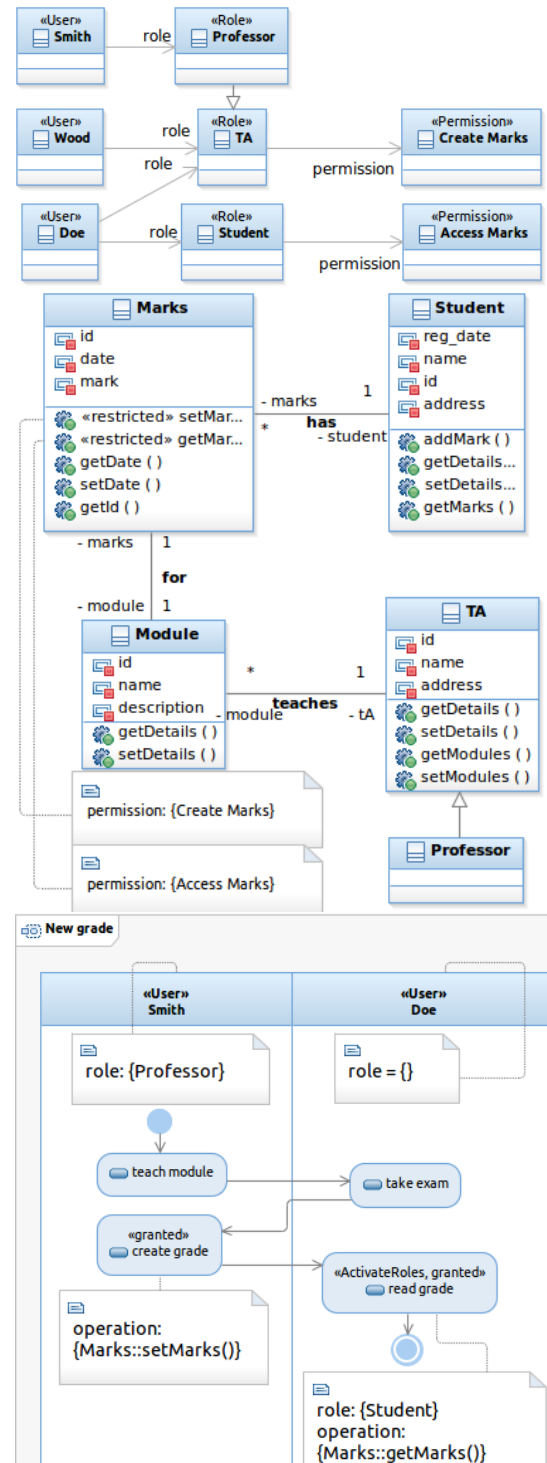 «User»
Smith
role
«Role»
Professor
«User»
Wood
role
«Role»
TA
permission
«Permission»
Create Marks
role
«User»
Doe
role
«Role»
Student
permission
«Permission»
Access Marks
Marks
id
date
mark
«restricted» setMar...
«restricted» getMar...
getDate ( )
setDate ( )
getId ( )
- marks
*
has
1
- student
Student
reg_date
name
id
address
addMark ( )
getDetails...
setDetails...
getMarks ( )
- marks
1
for
- module
1
Module
id
name
description
getDetails ( )
setDetails ( )
*
- module
teaches
1
- tA
TA
id
name
address
getDetails ( )
setDetails ( )
getModules ( )
setModules ( )
permission: {Create Marks}
permission: {Access Marks}
Professor
New grade
«User»
Smith
«User»
Doe
role: {Professor}
role = {}
teach module
take exam
«granted»
create grade
«ActivateRoles, granted»
read grade
operation:
{Marks::setMarks()}
role: {Student}
operation:
{Marks::getMarks()}